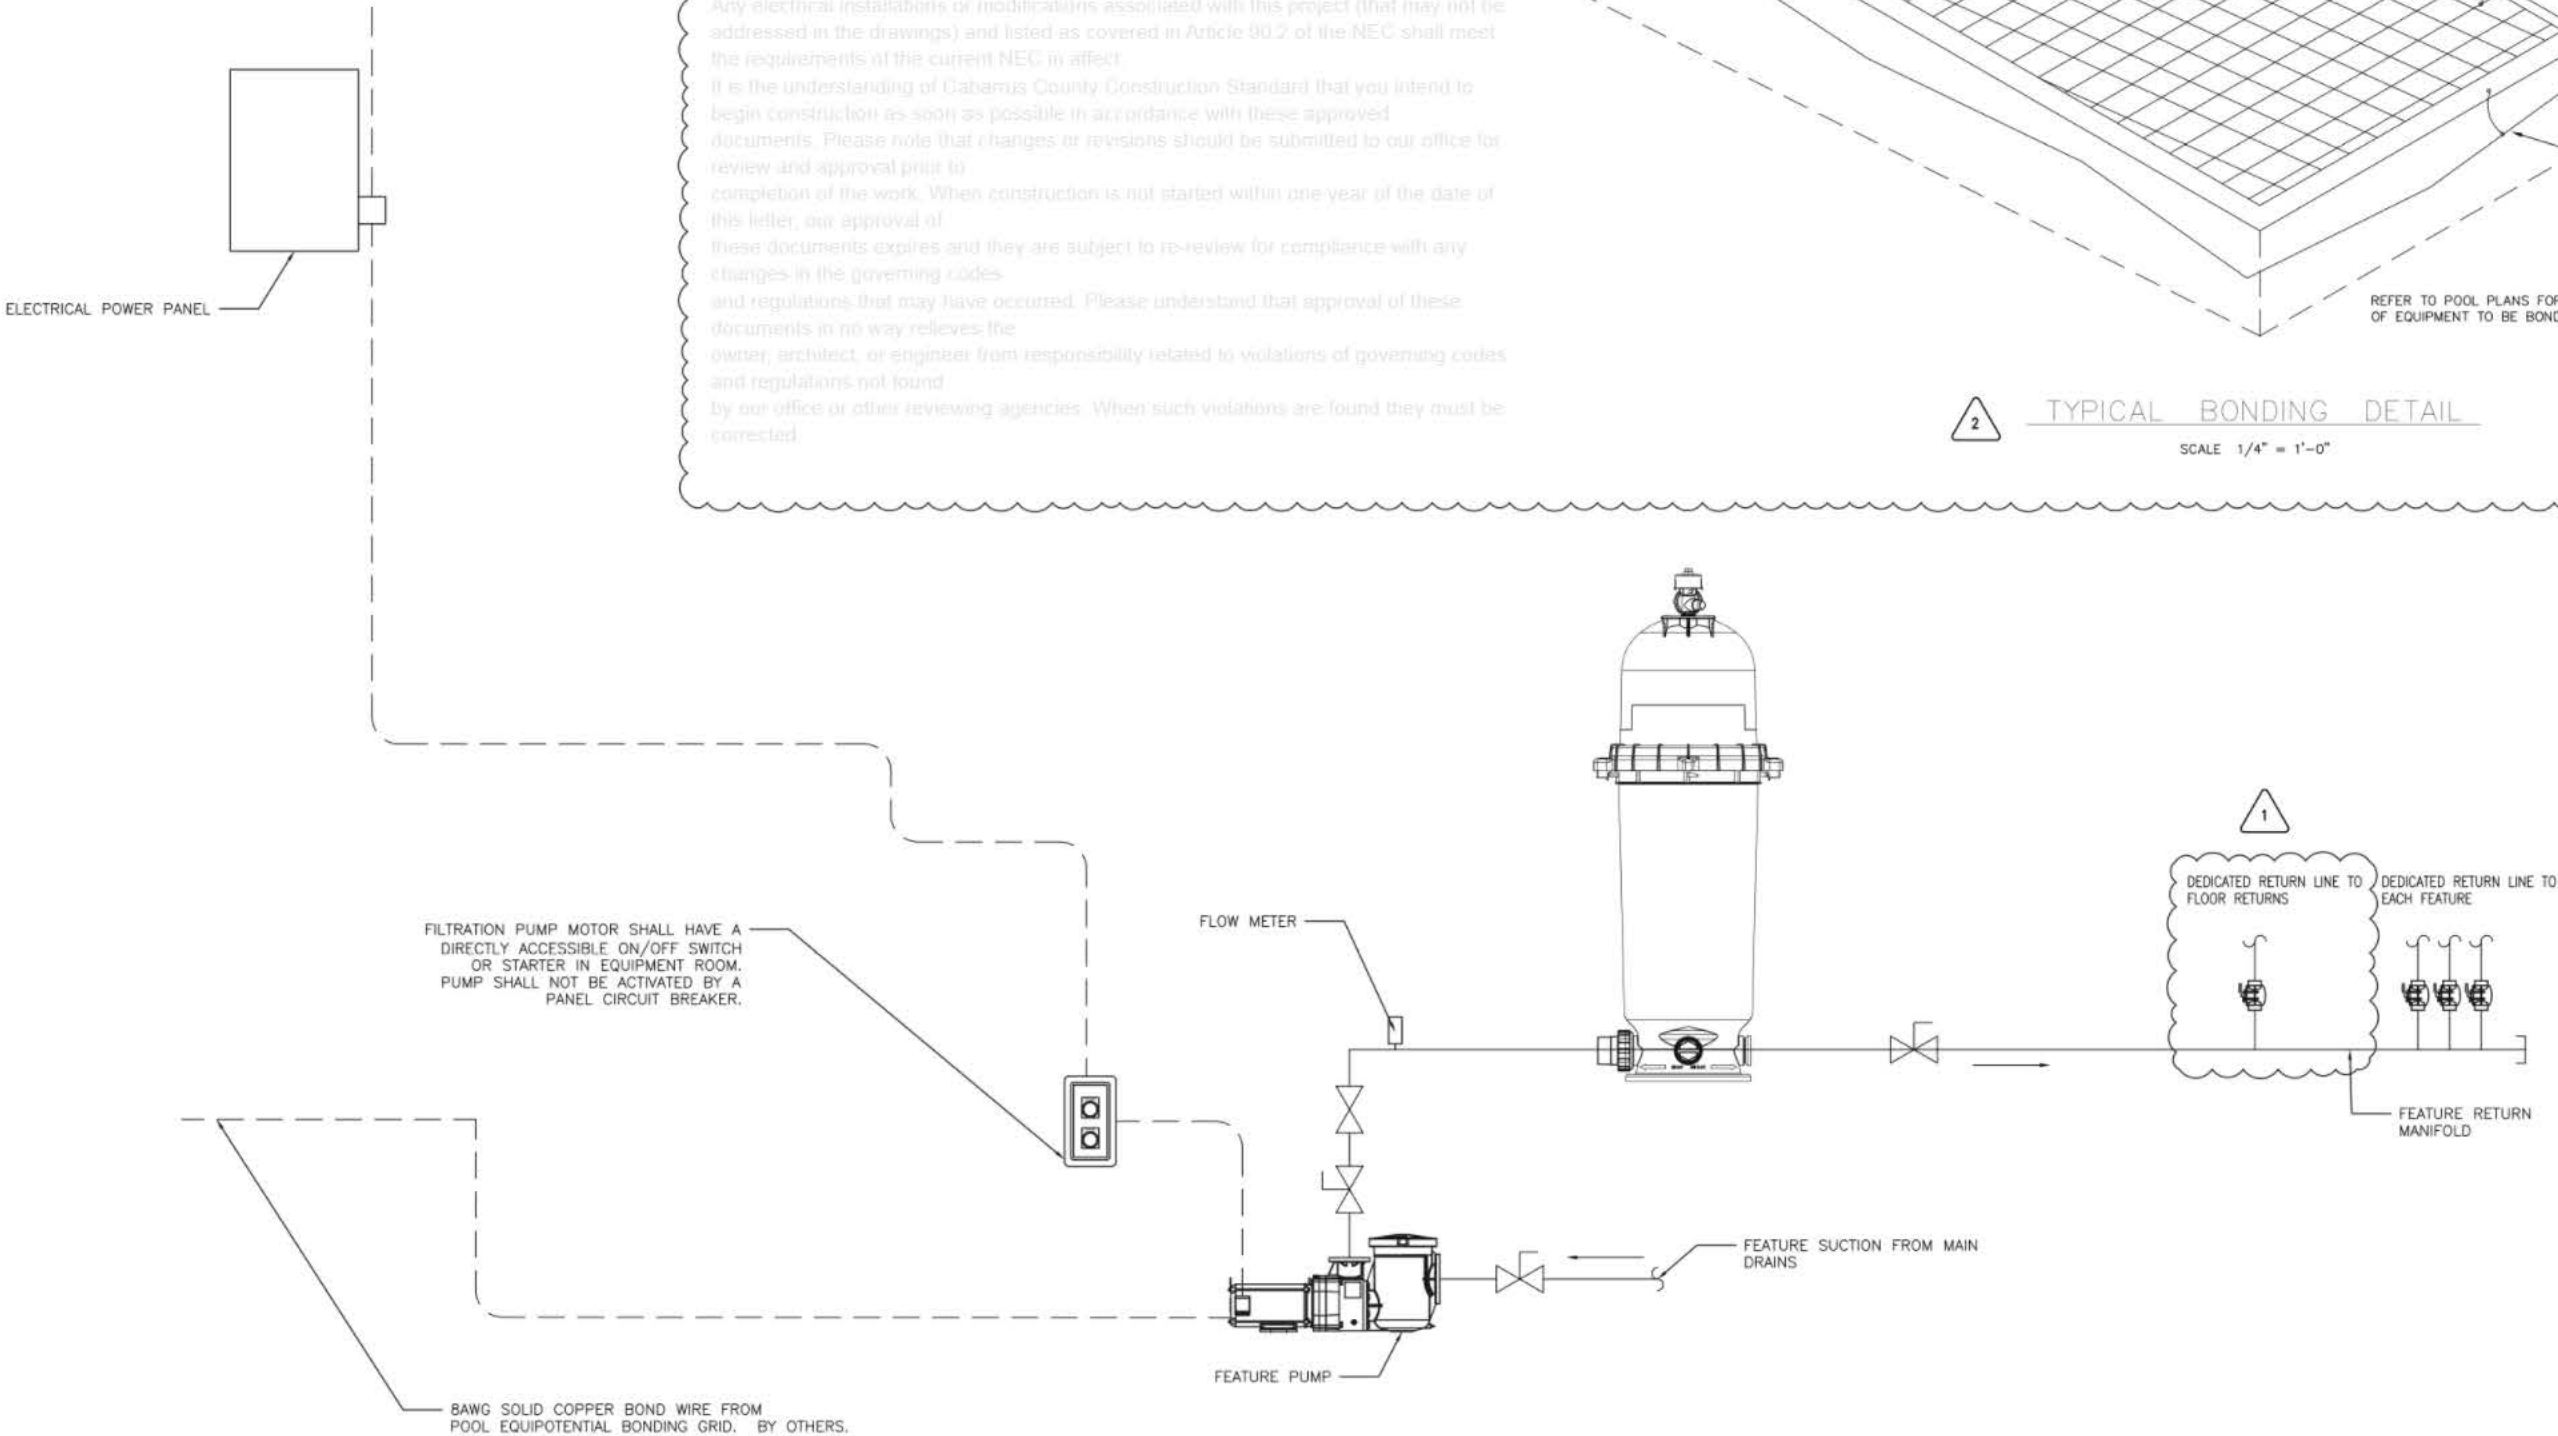 Any electrical installations or modifications associated with this project (that may not be
addressed in the drawings) and listed as covered in Article 90.2 of the NEC shall meet
the requirements of the current NEC in affect
It is the understanding of Cabarrus County Construction Standard that you intend to
begin construction as soon as possible in accordance with these approved
documents. Please note that changes or revisions should be submitted to our office for
review and approval prior to
completion of the work. When construction is not started within one year of the date of
this letter, our approval of
these documents expires and they are subject to re-review for compliance with any
changes in the governing codes
and regulations that may have occurred. Please understand that approval of these
documents in no way relieves the
owner, architect, or engineer from responsibility related to violations of governing codes
and regulations not found
by our office or other reviewing agencies. When such violations are found they must be
corrected
ELECTRICAL POWER PANEL
REFER TO POOL PLANS FOR
OF EQUIPMENT TO BE BOND
2
TYPICAL BONDING DETAIL
SCALE 1/4" = 1'-0"
1
DEDICATED RETURN LINE TO
FLOOR RETURNS
DEDICATED RETURN LINE TO
EACH FEATURE
FLOW METER
FILTRATION PUMP MOTOR SHALL HAVE A
DIRECTLY ACCESSIBLE ON/OFF SWITCH
OR STARTER IN EQUIPMENT ROOM.
PUMP SHALL NOT BE ACTIVATED BY A
PANEL CIRCUIT BREAKER.
FEATURE RETURN
MANIFOLD
FEATURE SUCTION FROM MAIN
DRAINS
FEATURE PUMP
8AWG SOLID COPPER BOND WIRE FROM
POOL EQUIPOTENTIAL BONDING GRID. BY OTHERS.